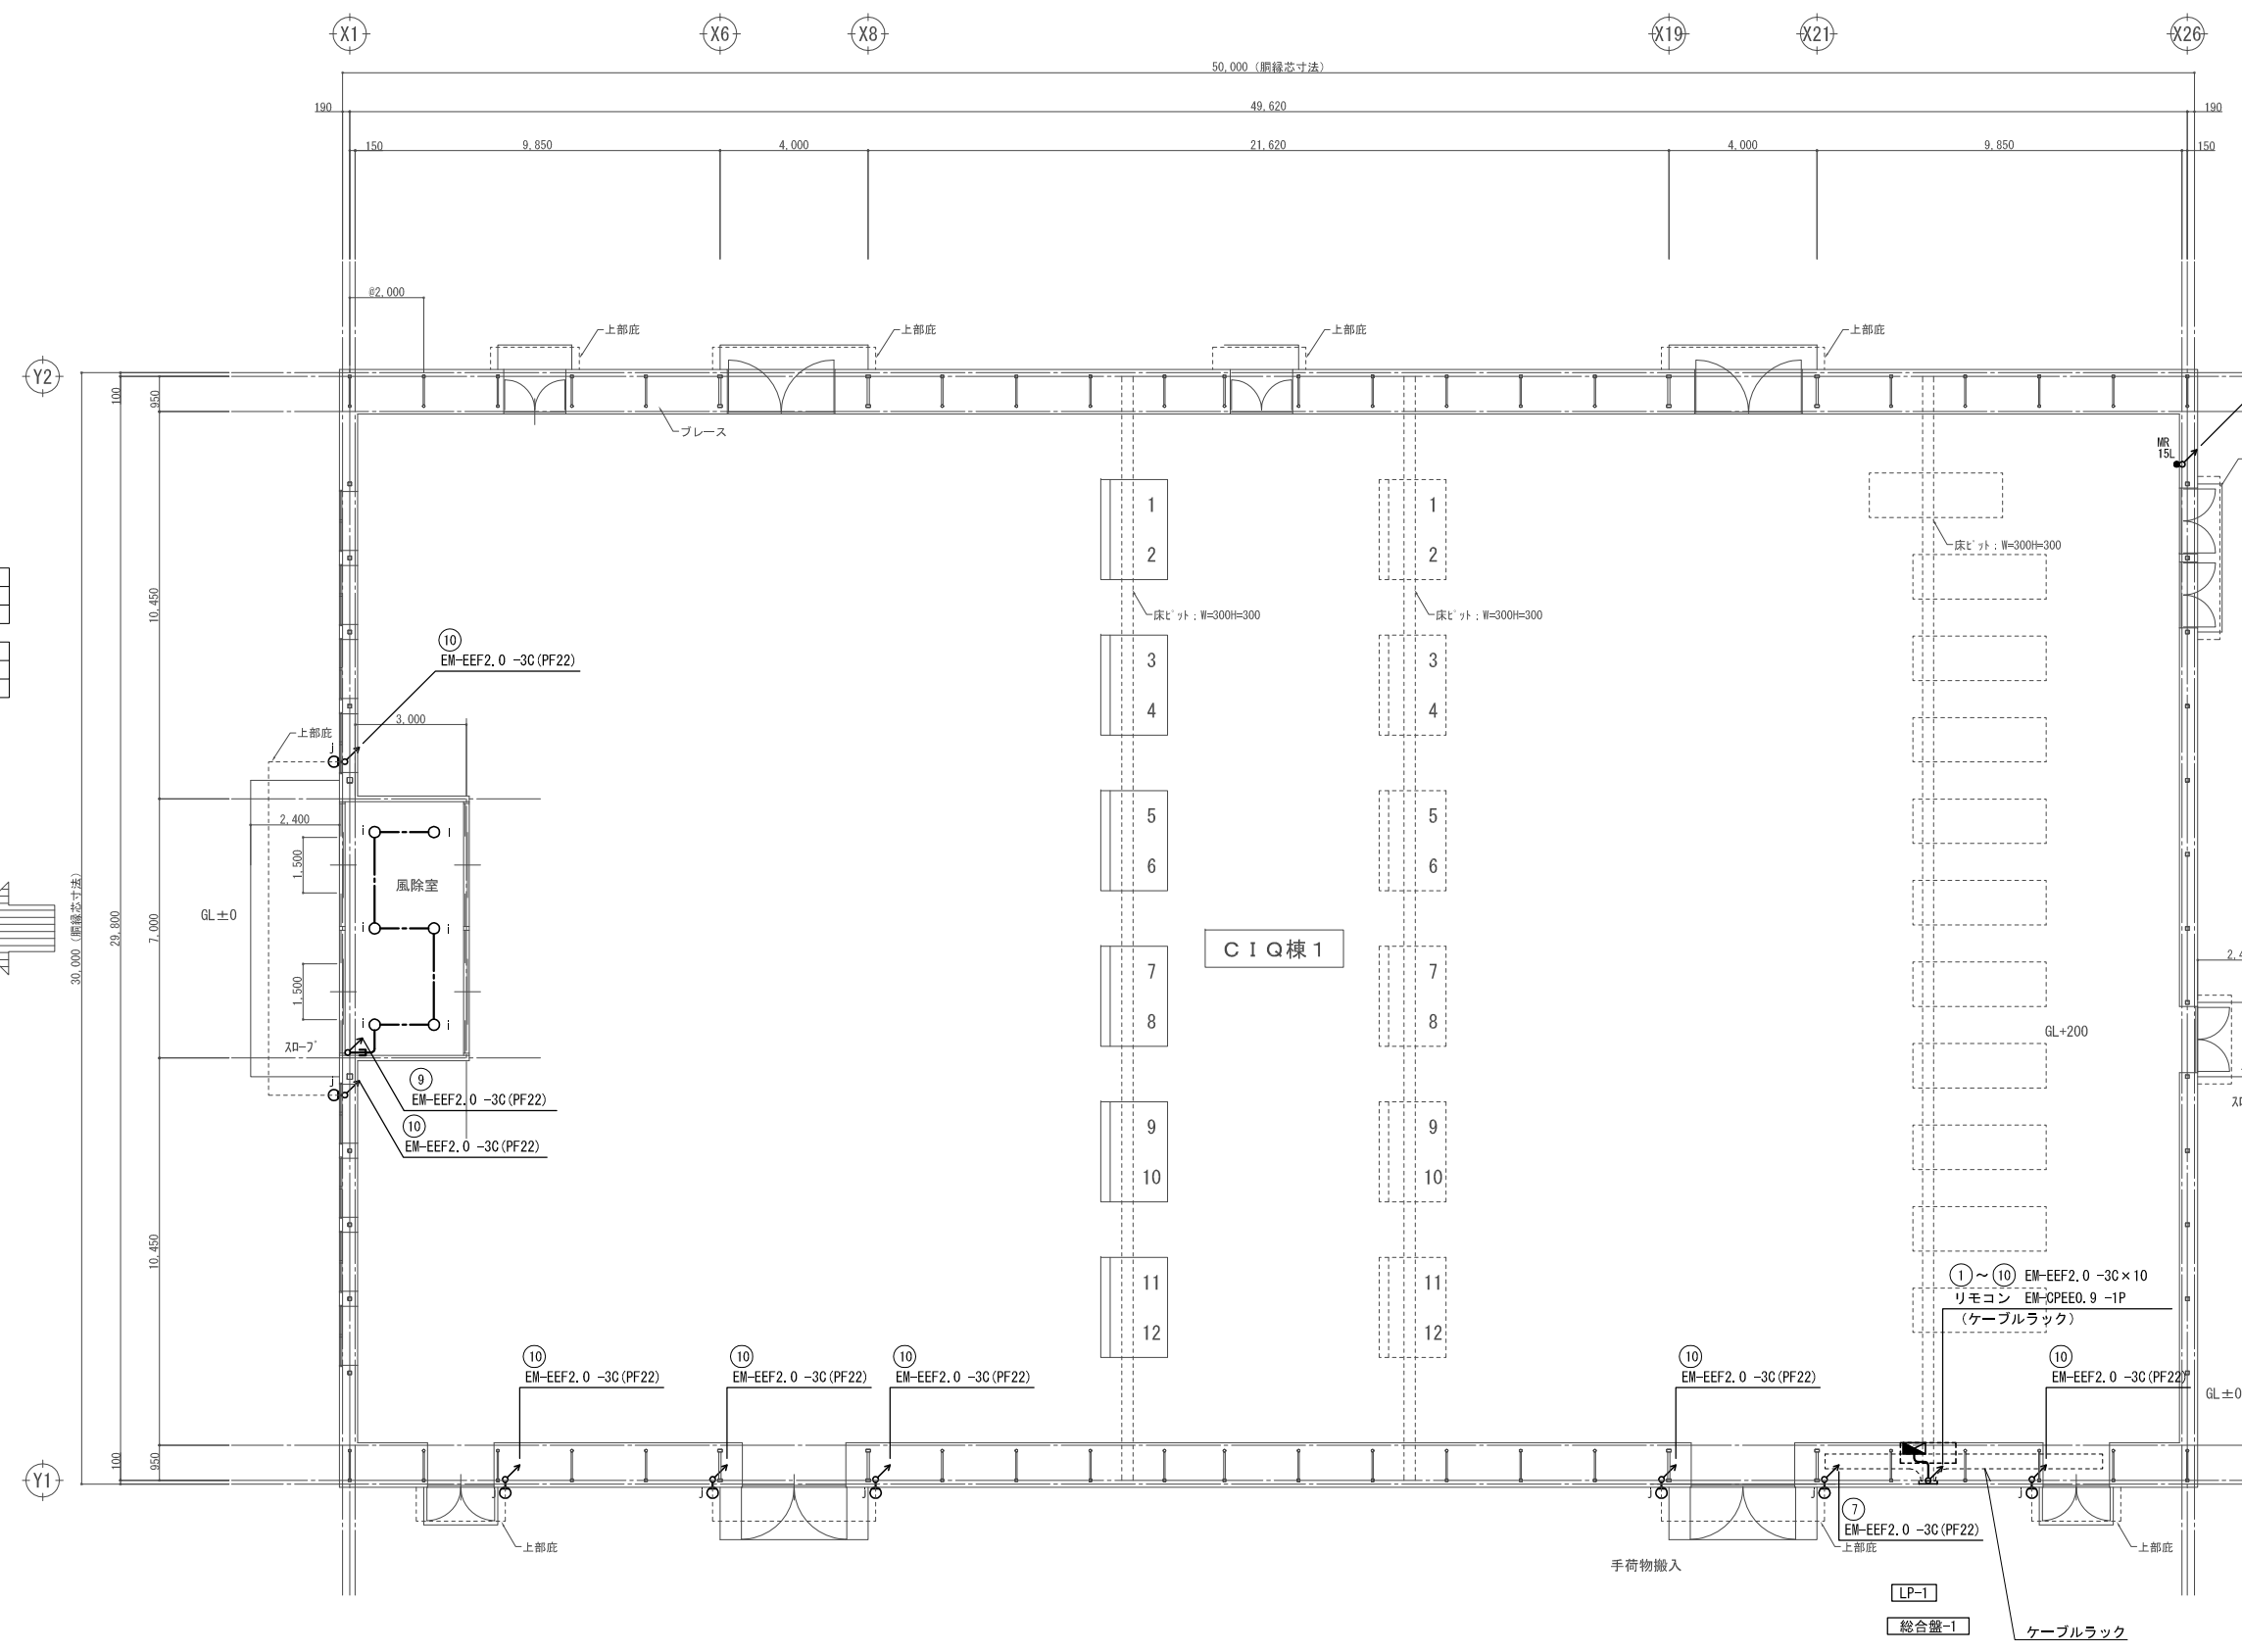 X1
X6
X8
X19
X21
X26
50,000 (胴縁芯寸法)
190
49,620
190
150
9,850
4,000
21,620
4,000
9,850
150
@2,000
上部庇
上部庇
上部庇
上部庇
Y2
100
950
ブレース
MR
15L
1
2
1
2
床ピット : W=300H=300
床ピット : W=300H=300
床ピット : W=300H=300
10,450
⑩
EM-EEF2.0 -3C(PF22)
3
4
3
4
3,000
上部庇
j
2,400
5
6
5
6
i
i
1,500
風除室
GL±0
30,000 (胴縁芯寸法)
29,800
7,000
i
i
CIQ棟1
7
8
7
8
1,500
i
i
スロープ
GL+200
j
⑨
EM-EEF2.0 -3C(PF22)
⑩
EM-EEF2.0 -3C(PF22)
9
10
9
10
10,450
11
12
11
12
①~⑩ EM-EEF2.0 -3C×10
リモコン EM-CPEE0.9 -1P
(ケーブルラック)
⑩
EM-EEF2.0 -3C(PF22)
⑩
EM-EEF2.0 -3C(PF22)
⑩
EM-EEF2.0 -3C(PF22)
⑩
EM-EEF2.0 -3C(PF22)
⑩
EM-EEF2.0 -3C(PF22)
GL±0
Y1
100
950
j
j
j
j
j
j
⑦
EM-EEF2.0 -3C(PF22)
上部庇
上部庇
上部庇
手荷物搬入
LP-1
総合盤-1
ケーブルラック